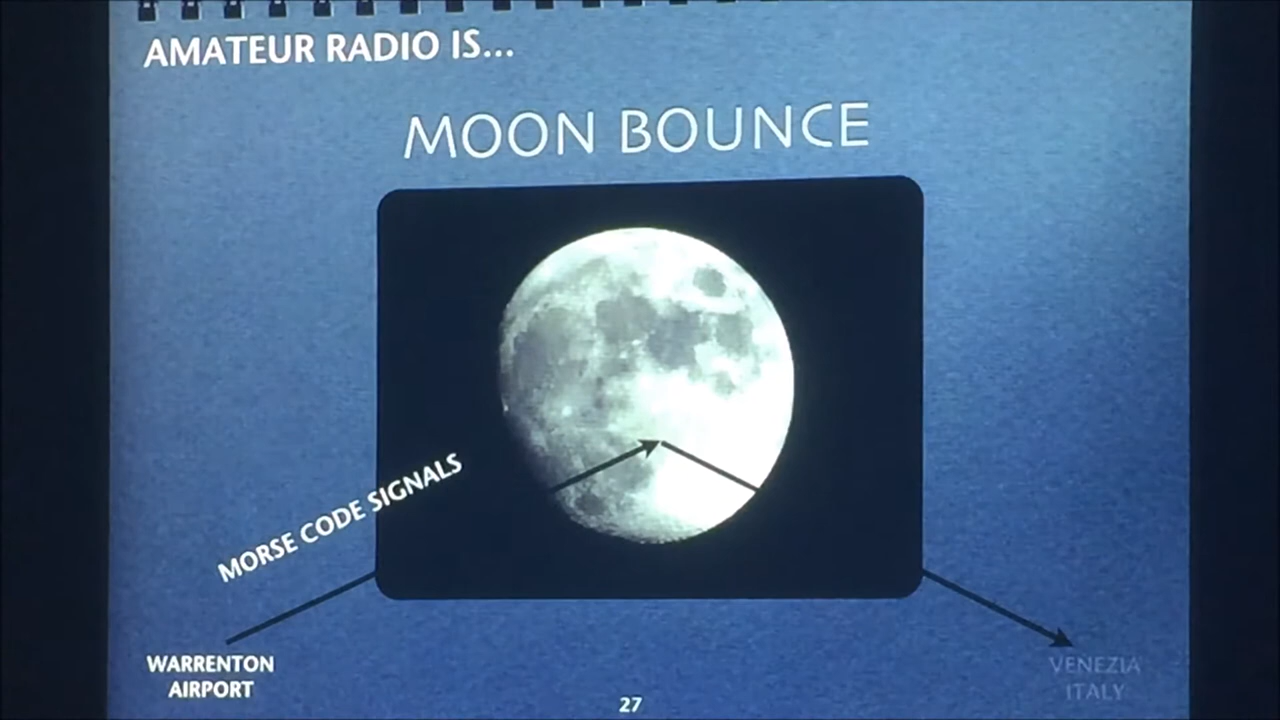 AMATEUR RADIO IS...
MOON BOUNCE
MORSE CODE SIGNALS
WARRENTON
AIRPORT
VENEZIA
ITALY
27